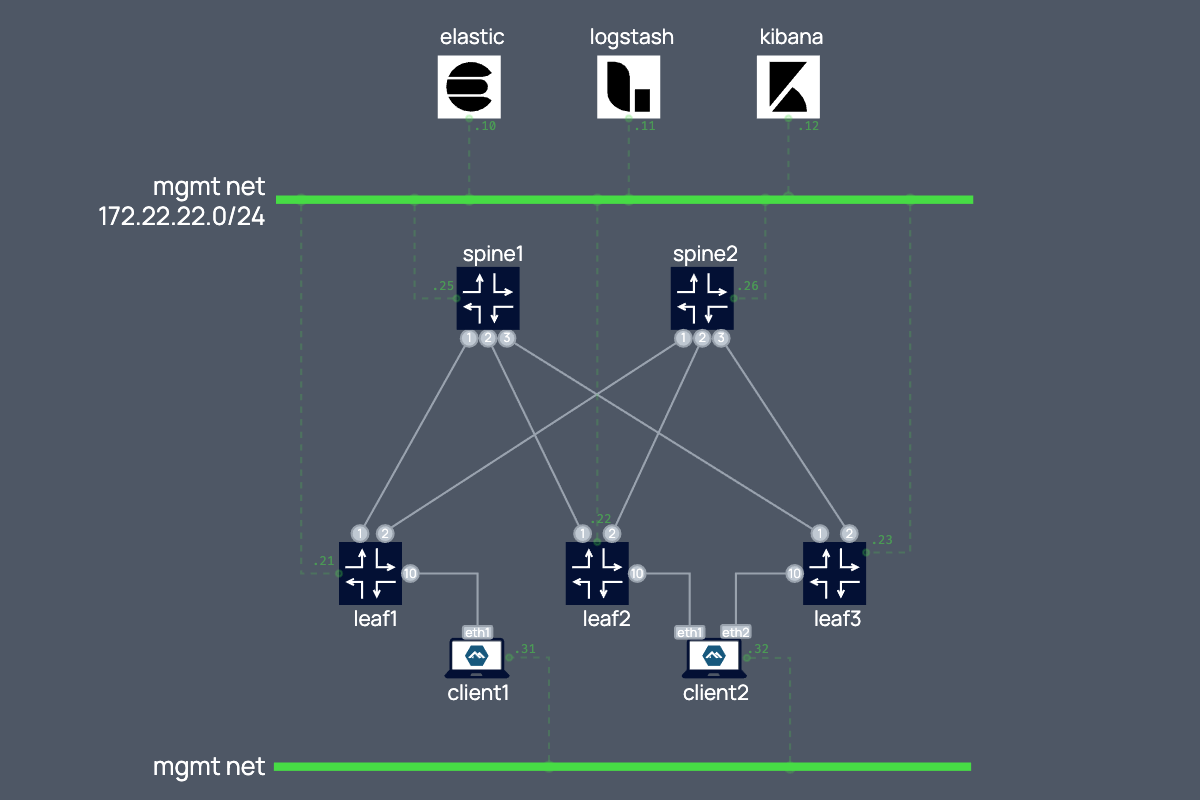 elastic
logstash
kibana
.10
.11
.12
mgmt net
172.22.22.0/24
spine1
spine2
.25
.26
1 2 3
1 2 3
.22
1 2
1 2
1 2
.21
.23
10
10
10
leaf1
leaf2
leaf3
eth1
eth1
eth2
.31
.32
client1
client2
mgmt net